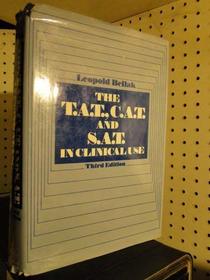 Leopold Bellak
THE
T.A.T., C.A.T.
AND
S.A.T.
IN CLINICAL USE
Third Edition